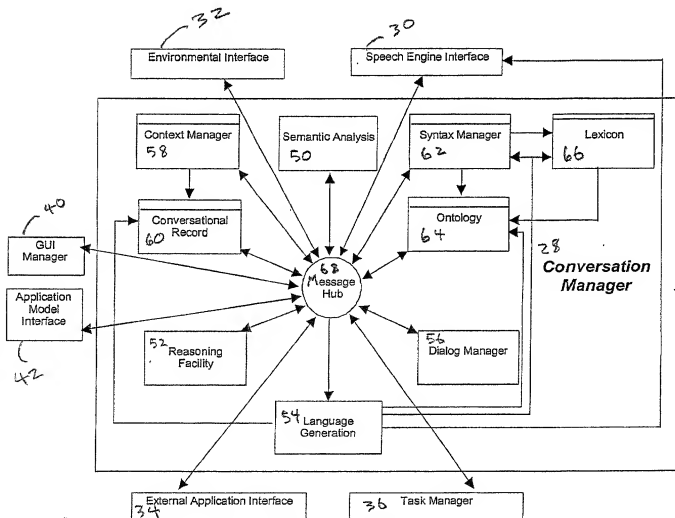 32
30
Environmental Interface
Speech Engine Interface
Context Manager
58
Semantic Analysis
50
Syntax Manager
62
Lexicon
66
40
GUI
Manager
Conversational
Record
60
Ontology
64
28
Conversation
Manager
68
Message
Hub
Application
Model
Interface
42
52
Reasoning
Facility
56
Dialog Manager
54
Language
Generation
External Application Interface
34
36
Task Manager